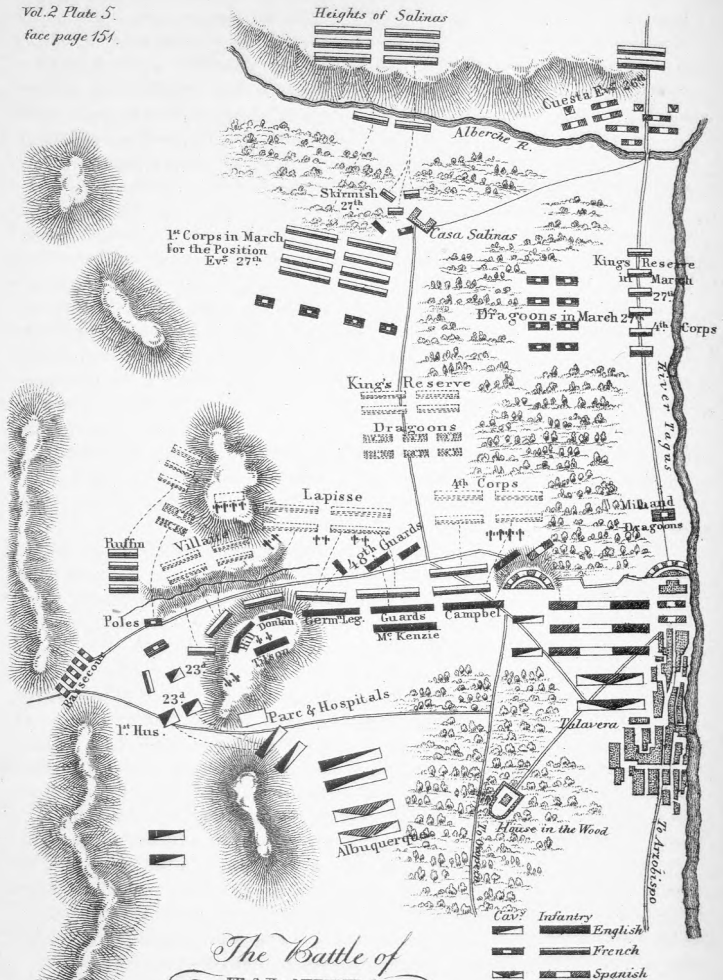 Vol. 2 Plate 5.
face page 151.
Heights of Salinas
Cuesta Evg 26th
Alberche R.
Skirmish
27th
Casa Salinas
1st Corps in March
for the Position
Evg 27th
Kings Reserve
in March
27th
Dragoons in March 27th
4th Corps
River Tagus
King's Reserve
Dragoons
4th Corps
Lapisse
Milhaud
Dragoons
Villatte
Ruffin
48th Guards
Poles
Hill
Donkin
Tilson
Germn Leg.
Guards
Campbel
Mc. Kenzie
23d
23d
1st Hus.
Parc & Hospitals
Talavera
Albuquerque
House in the Wood
To Oropesa
To Arzobispo
The Battle of
Cavy Infantry
English
French
Spanish